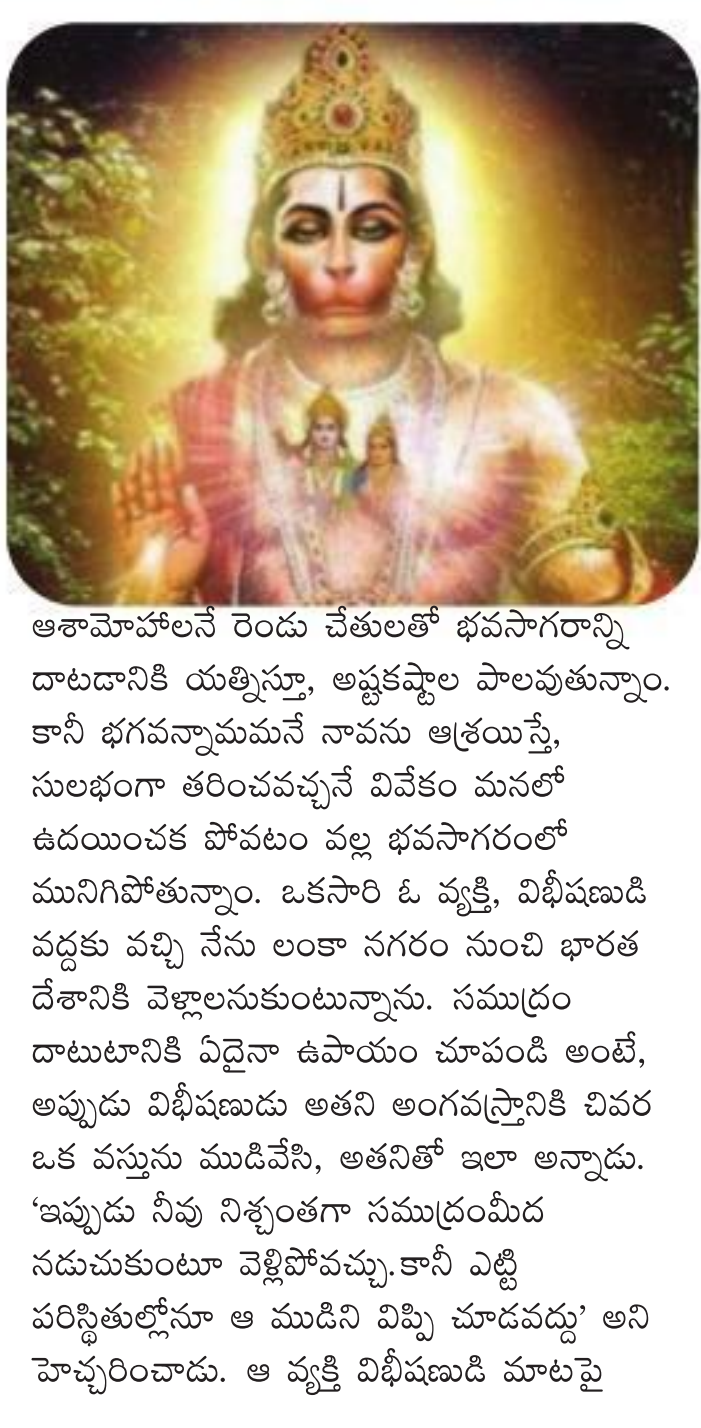 ఆశామోహాలనే రెండు చేతులతో భవసాగరాన్ని
దాటడానికి యత్నిస్తూ, అష్టకష్టాల పాలవుతున్నాం.
కానీ భగవన్నామమనే నావను ఆశ్రయిస్తే,
సులభంగా తరించవచ్చనే వివేకం మనలో
ఉదయించక పోవటం వల్ల భవసాగరంలో
మునిగిపోతున్నాం. ఒకసారి ఓ వ్యక్తి, విభీషణుడి
వద్దకు వచ్చి నేను లంకా నగరం నుంచి భారత
దేశానికి వెళ్లాలనుకుంటున్నాను. సముద్రం
దాటుటానికి ఏదైనా ఉపాయం చూపండి అంటే,
అప్పుడు విభీషణుడు అతని అంగవస్త్రానికి చివర
ఒక వస్తును ముడివేసి, అతనితో ఇలా అన్నాడు.
‘ఇప్పుడు నీవు నిశ్చంతగా సముద్రంమీద
నడుచుకుంటూ వెళ్లిపోవచ్చు.కానీ ఎట్టి
పరిస్థితుల్లోనూ ఆ ముడిని విప్పి చూడవద్దు’ అని
హెచ్చరించాడు. ఆ వ్యక్తి విభీషణుడి మాటపై